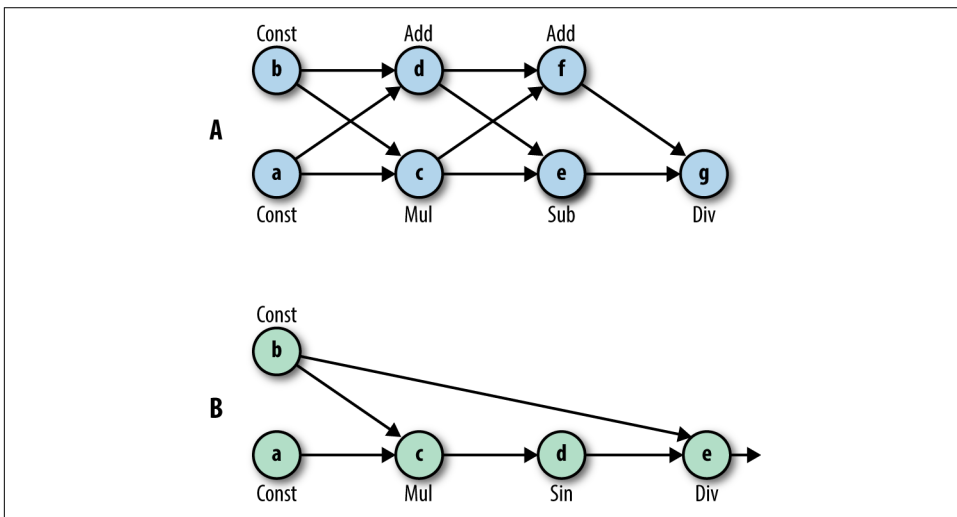 Const Add Add
b d f
A
a c e g
Const Mul Sub Div
Const
b
B
a c d e
Const Mul Sin Div